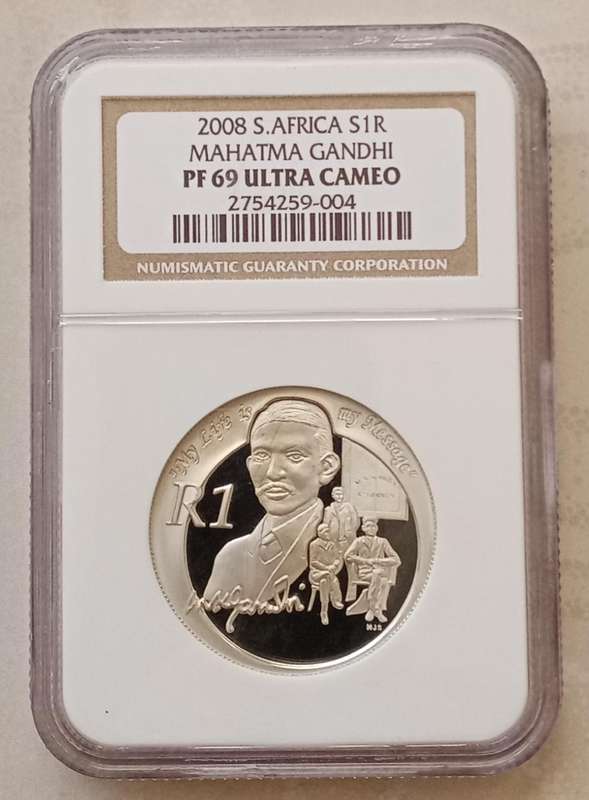 2008 S.AFRICA S1R
MAHATMA GANDHI
PF 69 ULTRA CAMEO
2754259-004
NUMISMATIC GUARANTY CORPORATION
"My Life is my Message"
R1
MKGandhi
MJS